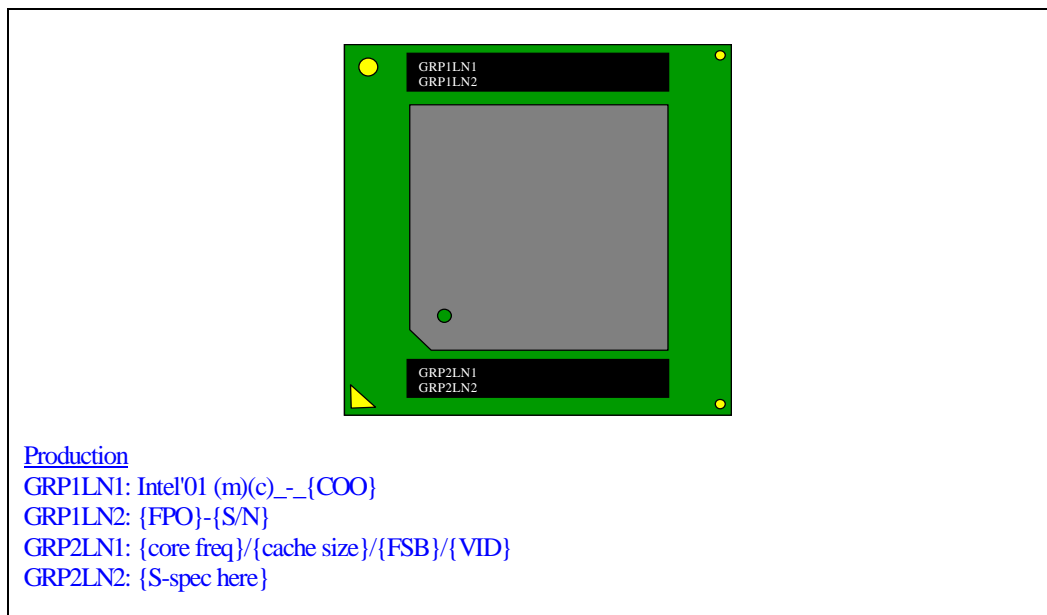 GRP1LN1
GRP1LN2
GRP2LN1
GRP2LN2
Production
GRP1LN1: Intel'01 (m)(c)_-_{COO}
GRP1LN2: {FPO}-{S/N}
GRP2LN1: {core freq}/{cache size}/{FSB}/{VID}
GRP2LN2: {S-spec here}